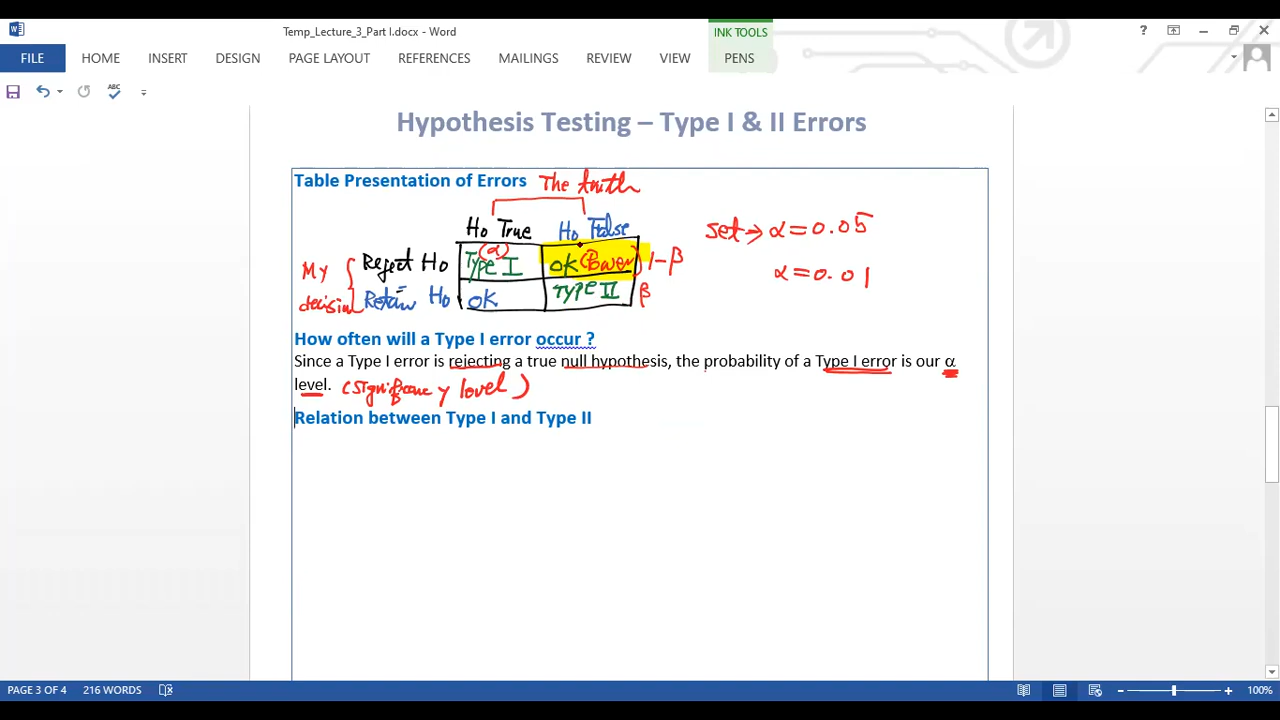 Temp_Lecture_3_Part I.docx - Word
INK TOOLS
?
FILE HOME INSERT DESIGN PAGE LAYOUT REFERENCES MAILINGS REVIEW VIEW PENS
ABC
Hypothesis Testing – Type I & II Errors
Table Presentation of Errors The truth
Ho True Ho False
set → α = 0.05
My decision
Reject Ho Type I (α) OK (Power) 1-β
α = 0.01
Retain Ho OK TYPE II β
How often will a Type I error occur ?
Since a Type I error is rejecting a true null hypothesis, the probability of a Type I error is our α
level. (Significancy level)
Relation between Type I and Type II
PAGE 3 OF 4 216 WORDS 100%